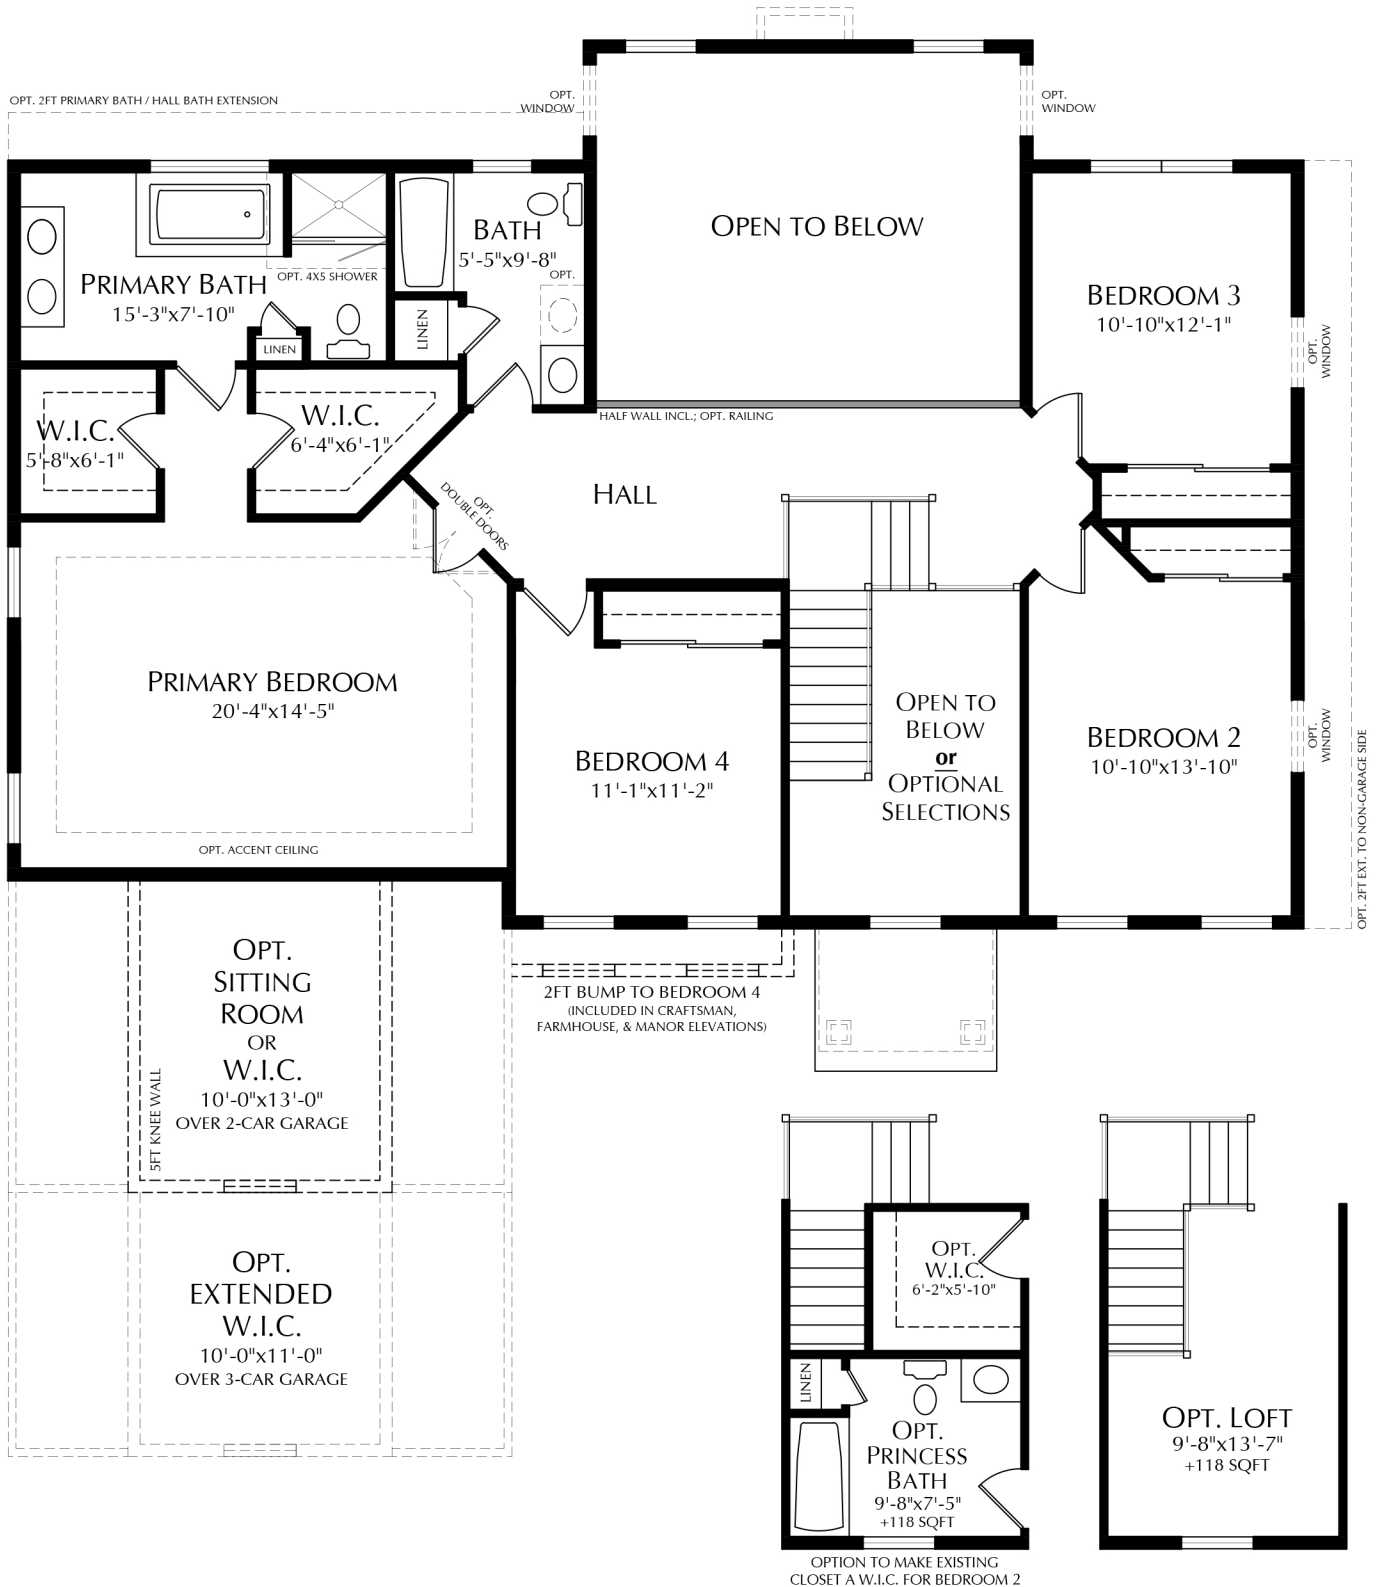 OPT. 2FT PRIMARY BATH / HALL BATH EXTENSION
OPT.
WINDOW
OPT.
WINDOW
OPEN TO BELOW
BATH
5'-5"x9'-8"
OPT.
LINEN
PRIMARY BATH
15'-3"x7'-10"
OPT. 4X5 SHOWER
LINEN
BEDROOM 3
10'-10"x12'-1"
OPT.
WINDOW
W.I.C.
5'-8"x6'-1"
W.I.C.
6'-4"x6'-1"
HALF WALL INCL.; OPT. RAILING
HALL
OPT.
DOUBLE DOORS
PRIMARY BEDROOM
20'-4"x14'-5"
OPT. ACCENT CEILING
BEDROOM 4
11'-1"x11'-2"
OPEN TO
BELOW
or
OPTIONAL
SELECTIONS
BEDROOM 2
10'-10"x13'-10"
OPT.
WINDOW
OPT. 2FT EXT. TO NON-GARAGE SIDE
OPT.
SITTING
ROOM
OR
W.I.C.
10'-0"x13'-0"
OVER 2-CAR GARAGE
5FT KNEE WALL
2FT BUMP TO BEDROOM 4
(INCLUDED IN CRAFTSMAN,
FARMHOUSE, & MANOR ELEVATIONS)
OPT.
EXTENDED
W.I.C.
10'-0"x11'-0"
OVER 3-CAR GARAGE
OPT.
W.I.C.
6'-2"x5'-10"
LINEN
OPT.
PRINCESS
BATH
9'-8"x7'-5"
+118 SQFT
OPTION TO MAKE EXISTING
CLOSET A W.I.C. FOR BEDROOM 2
OPT. LOFT
9'-8"x13'-7"
+118 SQFT